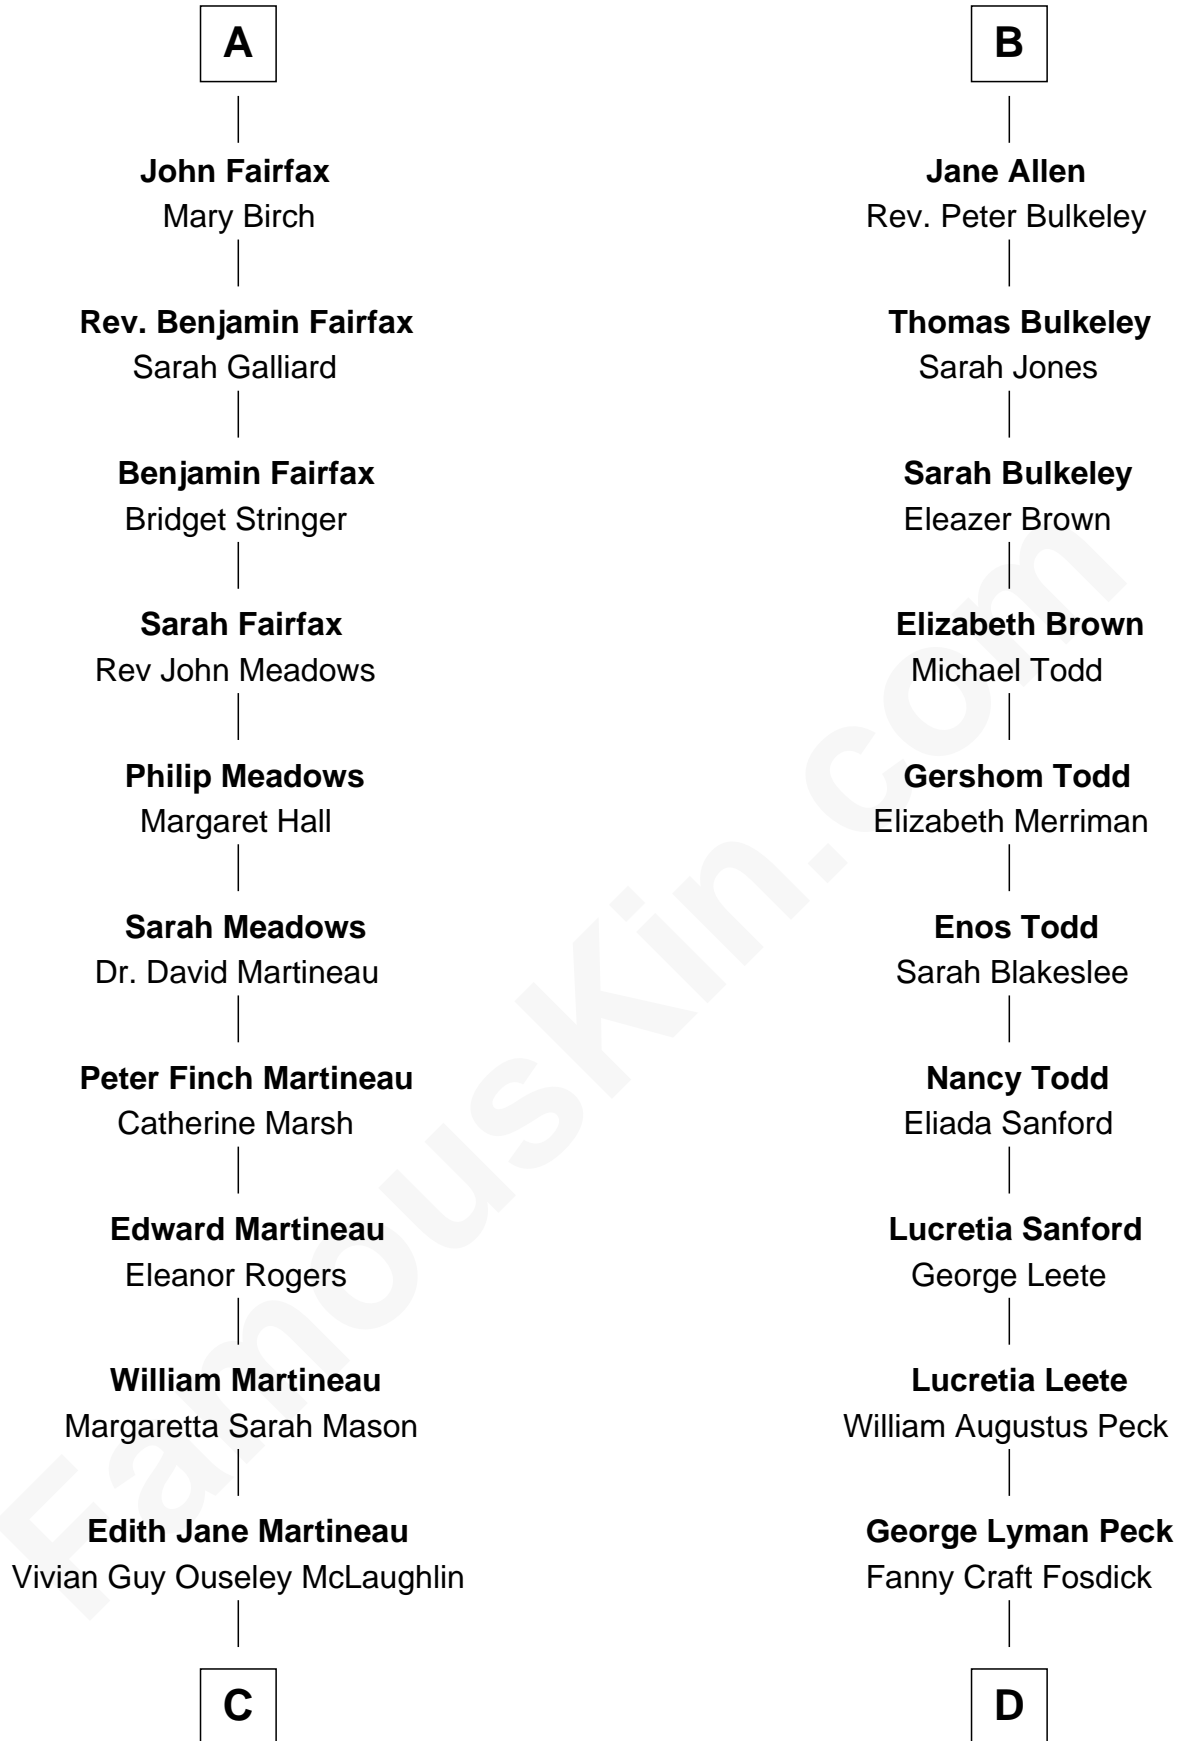 A
John Fairfax
Mary Birch
Rev. Benjamin Fairfax
Sarah Galliard
Benjamin Fairfax
Bridget Stringer
Sarah Fairfax
Rev John Meadows
Philip Meadows
Margaret Hall
Sarah Meadows
Dr. David Martineau
Peter Finch Martineau
Catherine Marsh
Edward Martineau
Eleanor Rogers
William Martineau
Margaretta Sarah Mason
Edith Jane Martineau
Vivian Guy Ouseley McLaughlin
C
B
Jane Allen
Rev. Peter Bulkeley
Thomas Bulkeley
Sarah Jones
Sarah Bulkeley
Eleazer Brown
Elizabeth Brown
Michael Todd
Gershom Todd
Elizabeth Merriman
Enos Todd
Sarah Blakeslee
Nancy Todd
Eliada Sanford
Lucretia Sanford
George Leete
Lucretia Leete
William Augustus Peck
George Lyman Peck
Fanny Craft Fosdick
D
FamousKin.com